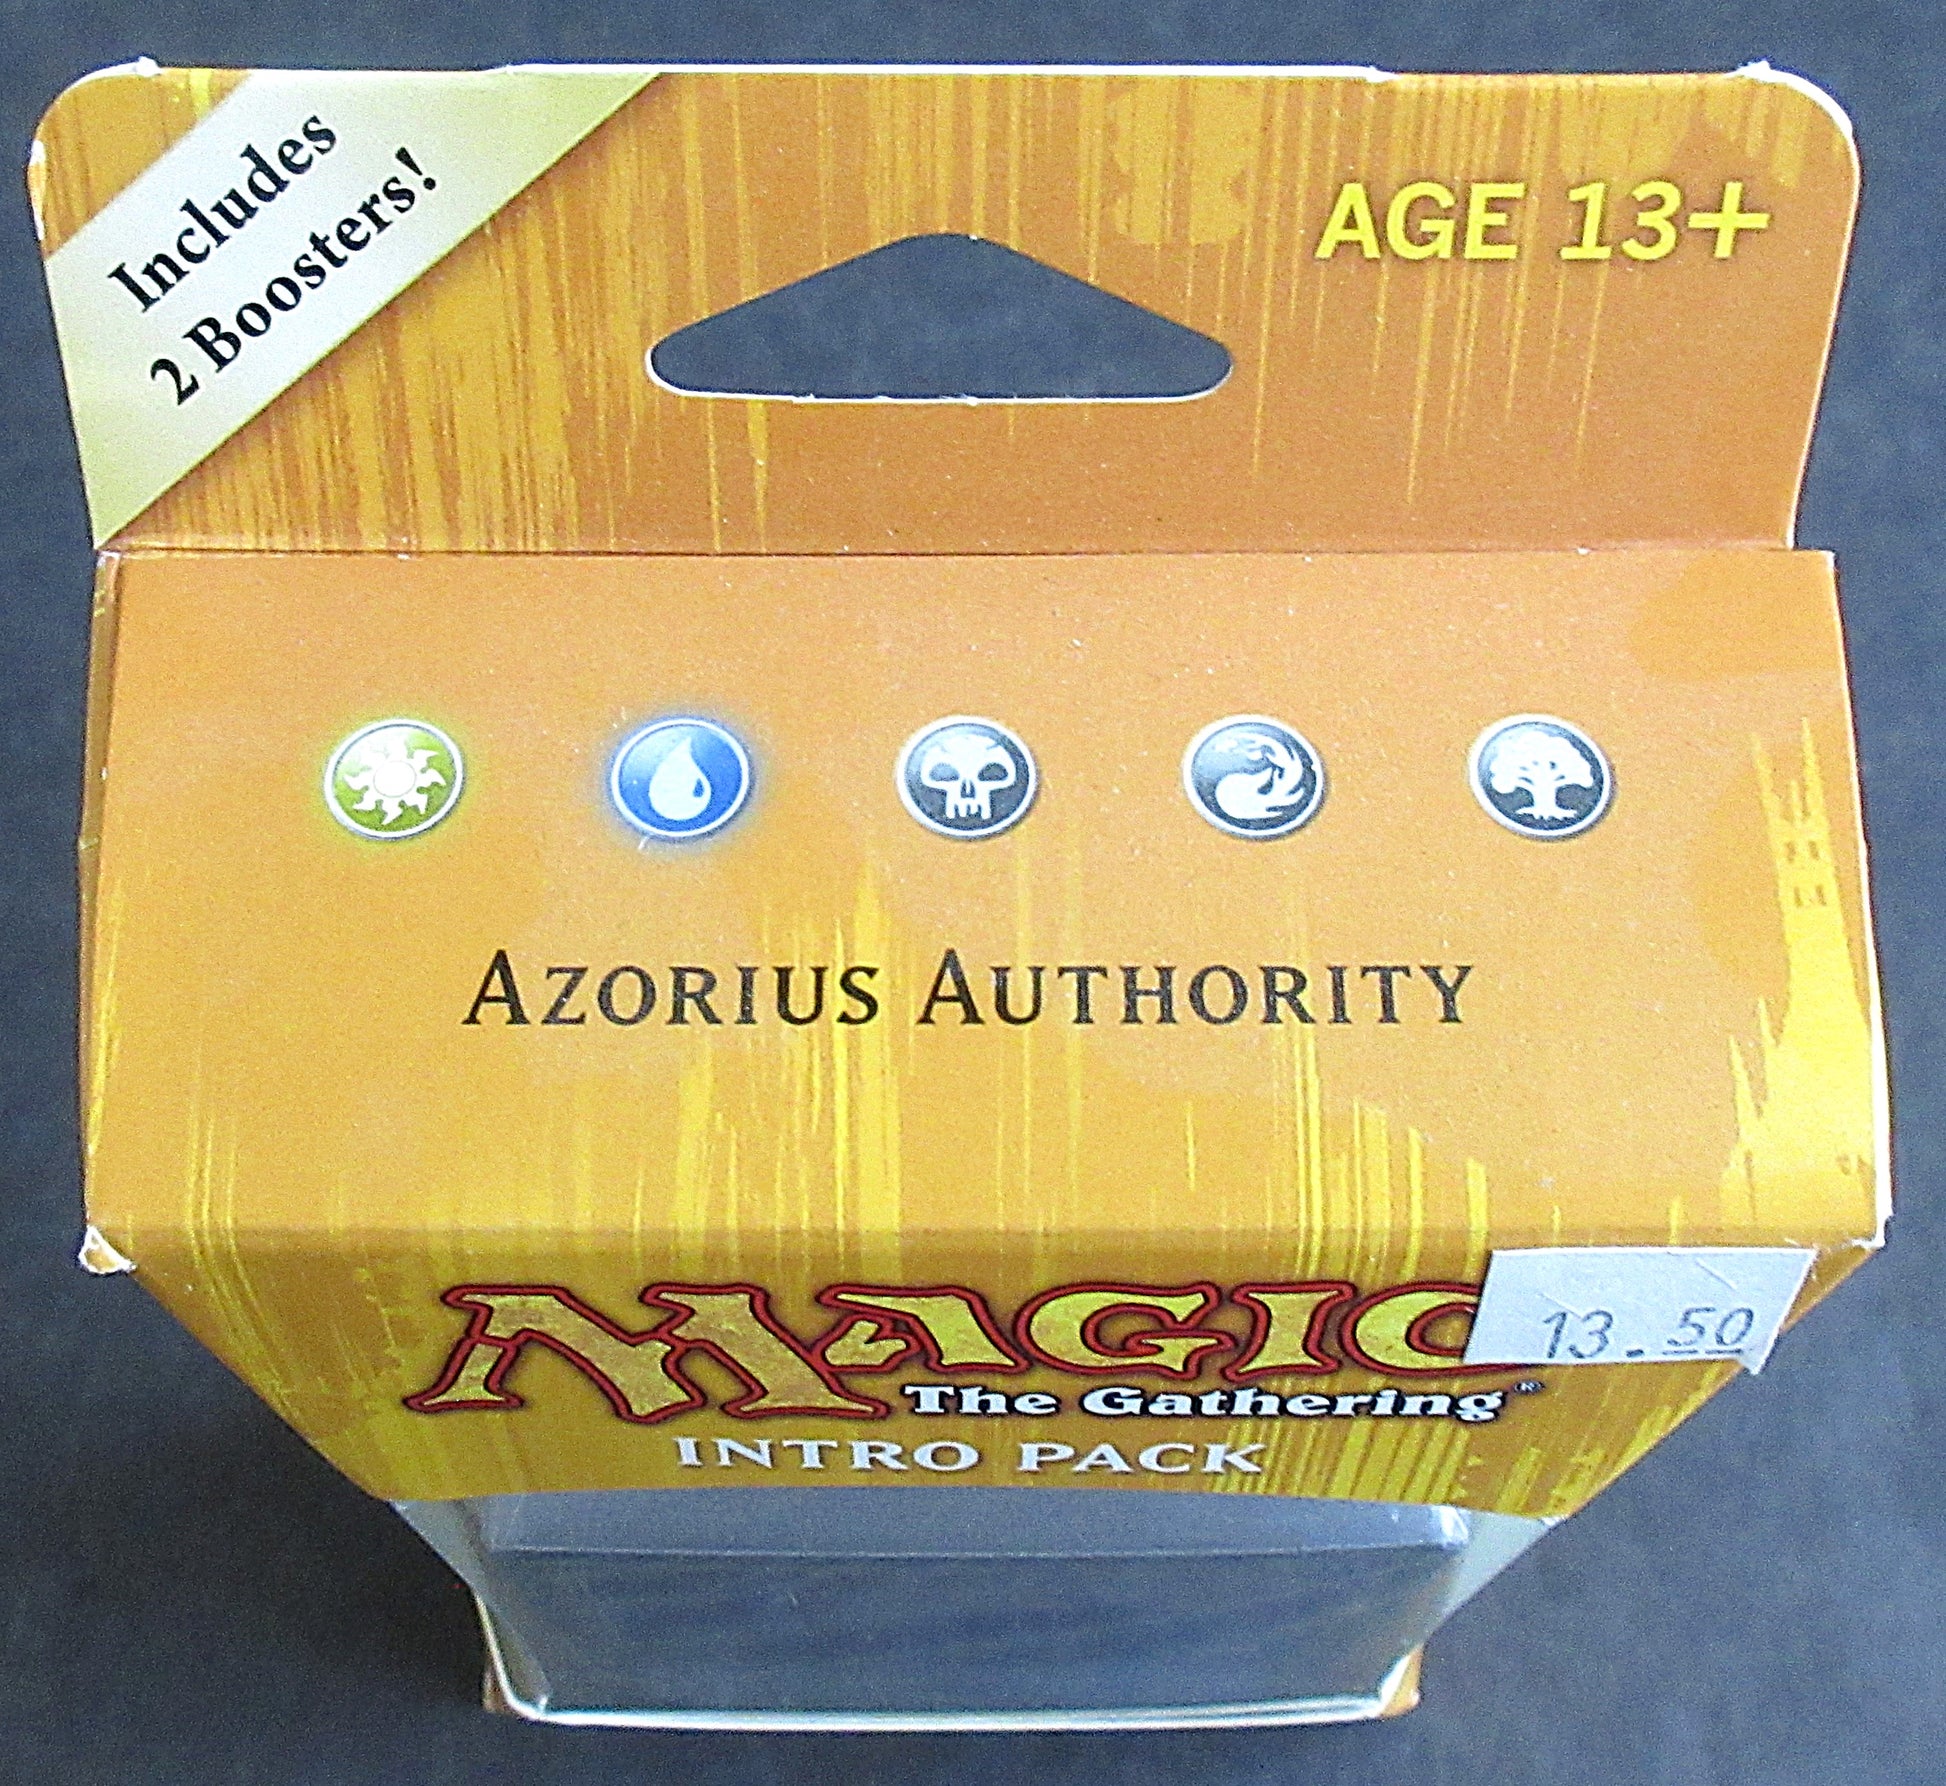 Includes
2 Boosters!
AGE 13+
AZORIUS AUTHORITY
MAGIC
The Gathering®
INTRO PACK
13.50